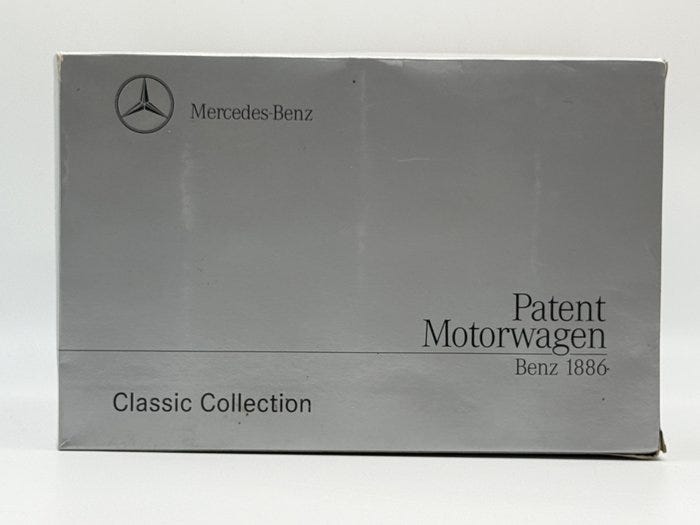 Mercedes-Benz
Patent
Motorwagen
Benz 1886
Classic Collection